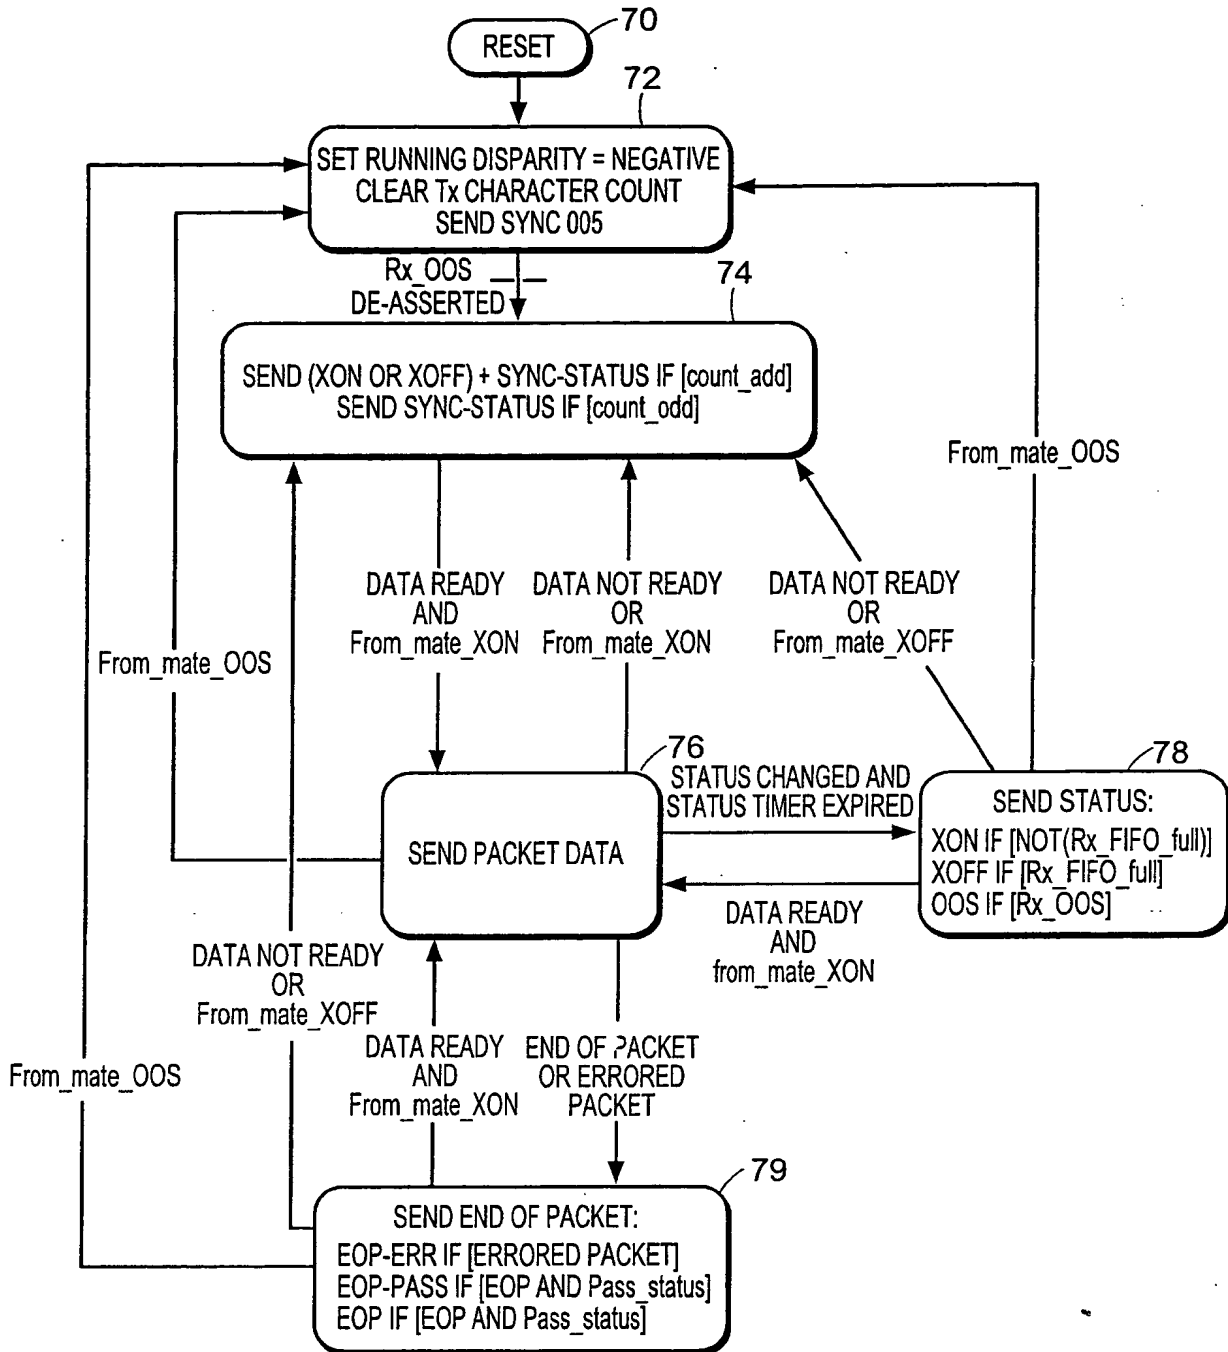 70
RESET
72
SET RUNNING DISPARITY = NEGATIVE
CLEAR Tx CHARACTER COUNT
SEND SYNC 005
Rx_OOS
DE-ASSERTED
74
SEND (XON OR XOFF) + SYNC-STATUS IF [count_add]
SEND SYNC-STATUS IF [count_odd]
From_mate_OOS
DATA READY
AND
From_mate_XON
DATA NOT READY
OR
From_mate_XON
DATA NOT READY
OR
From_mate_XOFF
From_mate_OOS
76
SEND PACKET DATA
STATUS CHANGED AND
STATUS TIMER EXPIRED
78
SEND STATUS:
XON IF [NOT(Rx_FIFO_full)]
XOFF IF [Rx_FIFO_full]
OOS IF [Rx_OOS]
DATA READY
AND
from_mate_XON
DATA NOT READY
OR
From_mate_XOFF
DATA READY
AND
From_mate_XON
END OF PACKET
OR ERRORED
PACKET
From_mate_OOS
79
SEND END OF PACKET:
EOP-ERR IF [ERRORED PACKET]
EOP-PASS IF [EOP AND Pass_status]
EOP IF [EOP AND Pass_status]